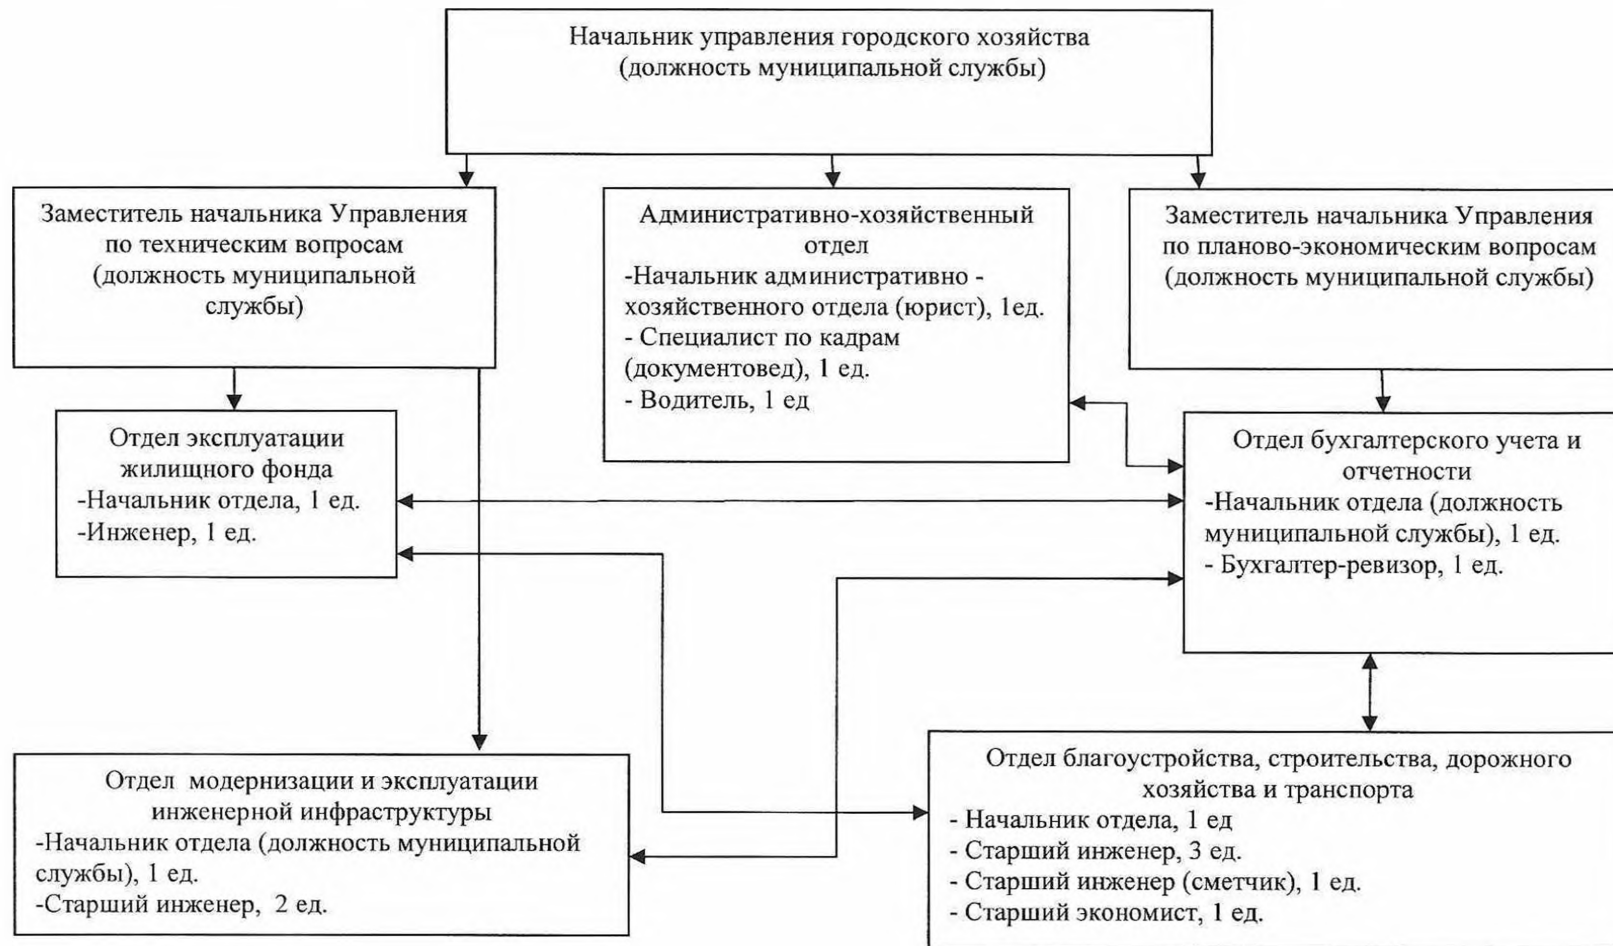 Начальник управления городского хозяйства
(должность муниципальной службы)
Заместитель начальника Управления
по техническим вопросам
(должность муниципальной
службы)
Административно-хозяйственный
отдел
-Начальник административно -
хозяйственного отдела (юрист), 1ед.
- Специалист по кадрам
(документовед), 1 ед.
- Водитель, 1 ед
Заместитель начальника Управления
по планово-экономическим вопросам
(должность муниципальной службы)
Отдел эксплуатации
жилищного фонда
-Начальник отдела, 1 ед.
-Инженер, 1 ед.
Отдел бухгалтерского учета и
отчетности
-Начальник отдела (должность
муниципальной службы), 1 ед.
- Бухгалтер-ревизор, 1 ед.
Отдел модернизации и эксплуатации
инженерной инфраструктуры
-Начальник отдела (должность муниципальной
службы), 1 ед.
-Старший инженер, 2 ед.
Отдел благоустройства, строительства, дорожного
хозяйства и транспорта
- Начальник отдела, 1 ед
- Старший инженер, 3 ед.
- Старший инженер (сметчик), 1 ед.
- Старший экономист, 1 ед.